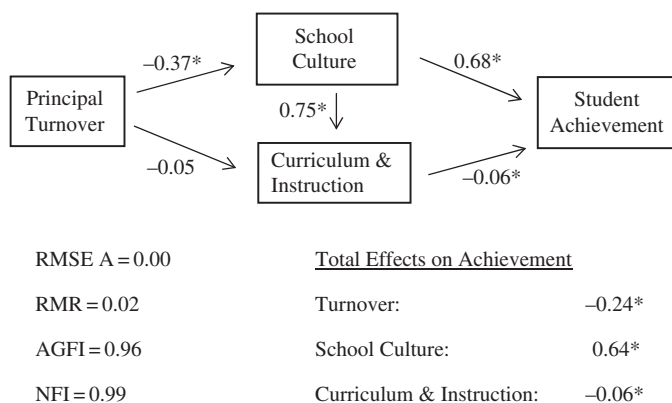 School
Culture
–0.37*
0.68*
Principal
Turnover
0.75*
Student
Achievement
–0.05
Curriculum &
Instruction
–0.06*
RMSE A = 0.00
Total Effects on Achievement
RMR = 0.02
Turnover: –0.24*
AGFI = 0.96
School Culture: 0.64*
NFI = 0.99
Curriculum & Instruction: –0.06*